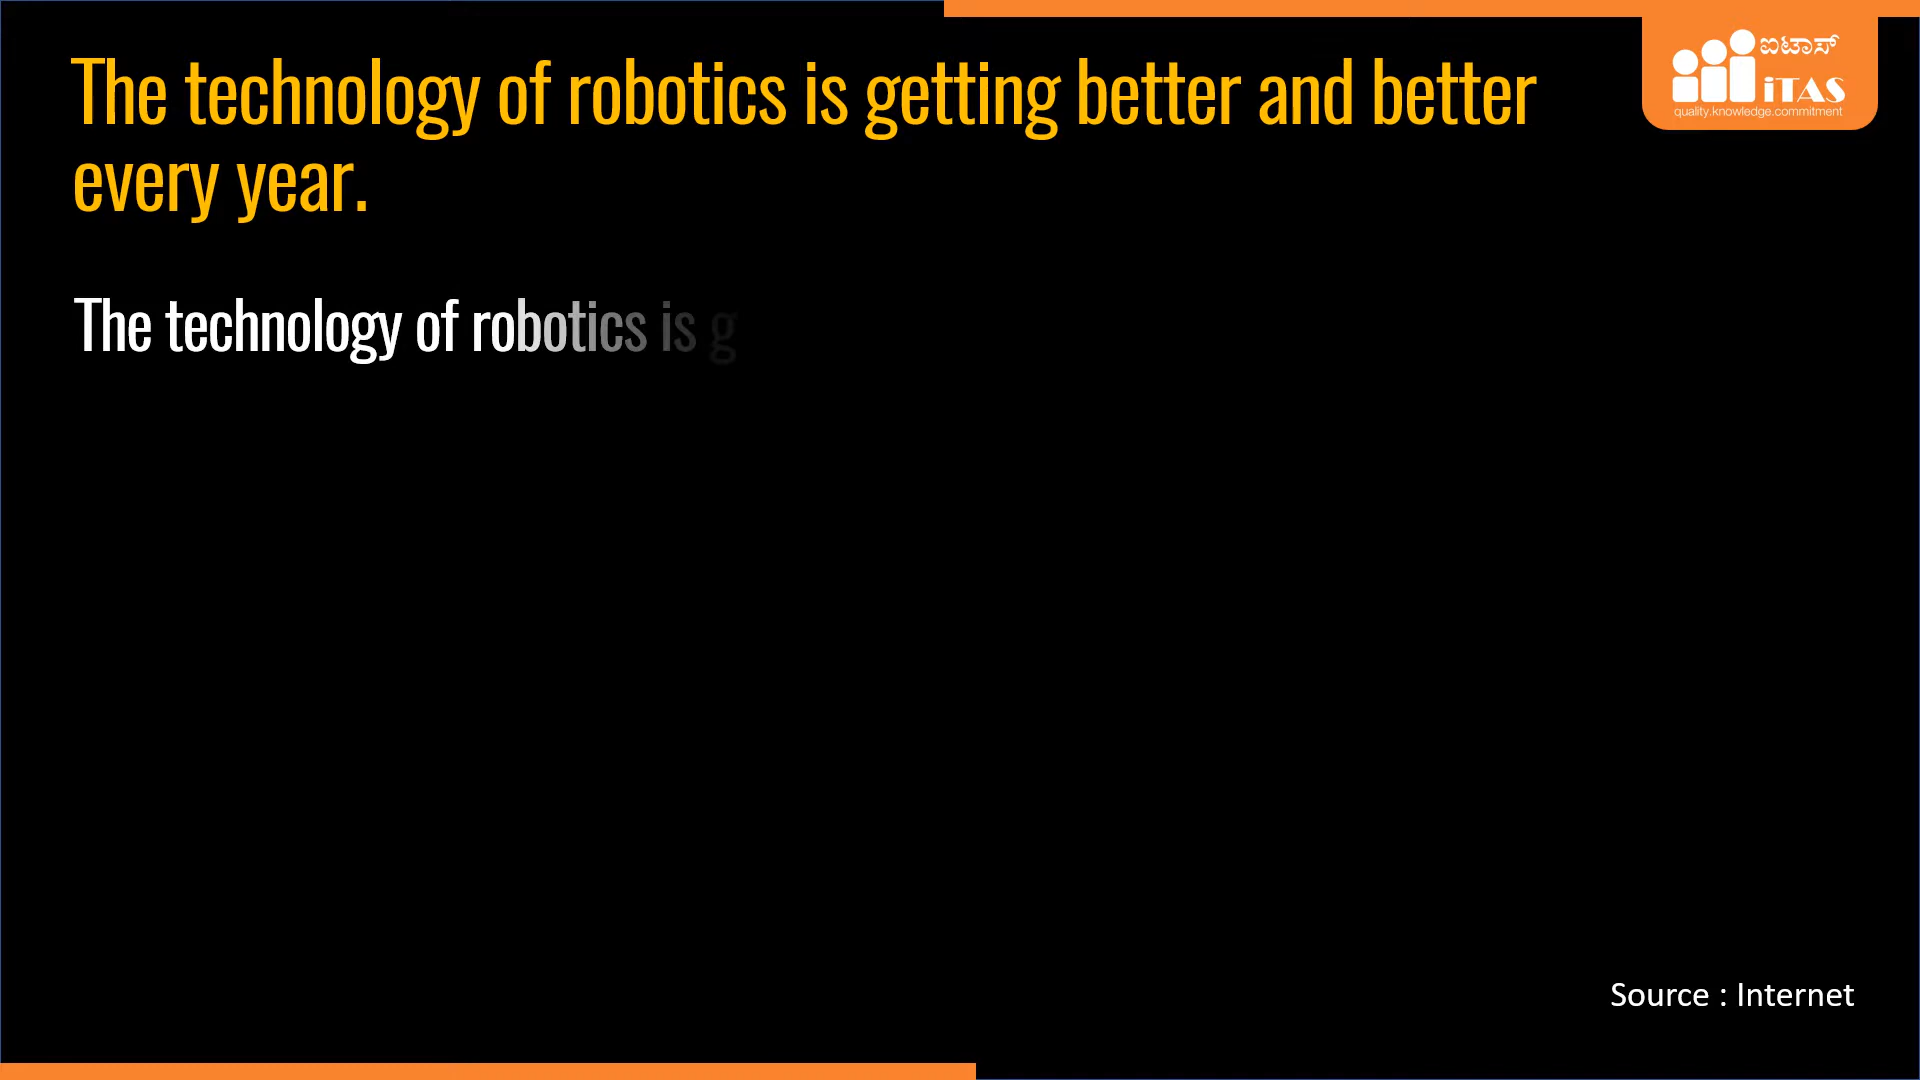 The technology of robotics is getting better and better
every year.
ಐಟಾಸ್
iTAS
quality.knowledge.commitment
The technology of robotics is g
Source : Internet